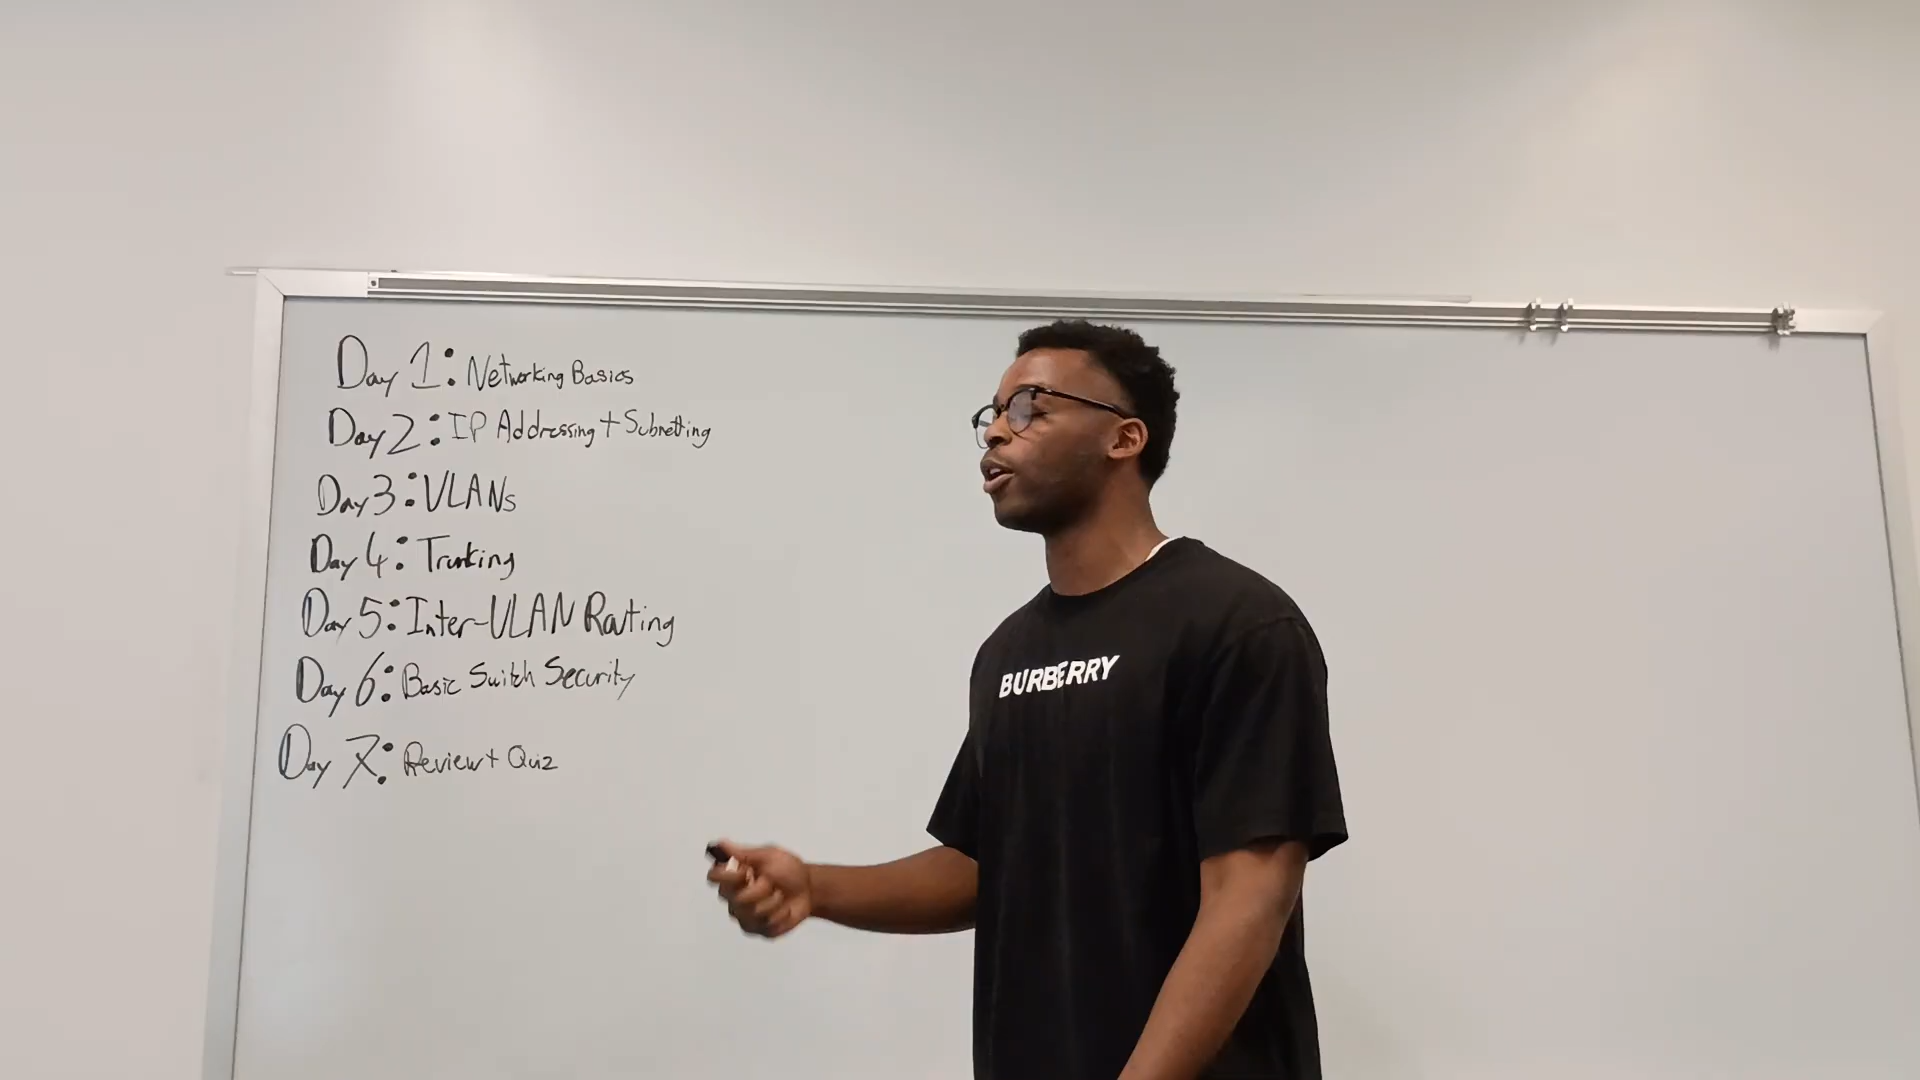 Day 1: Networking Basics
Day 2: IP Addressing + Subnetting
Day 3: VLANs
Day 4: Trunking
Day 5: Inter-VLAN Routing
Day 6: Basic Switch Security
Day 7: Review + Quiz
BURBERRY